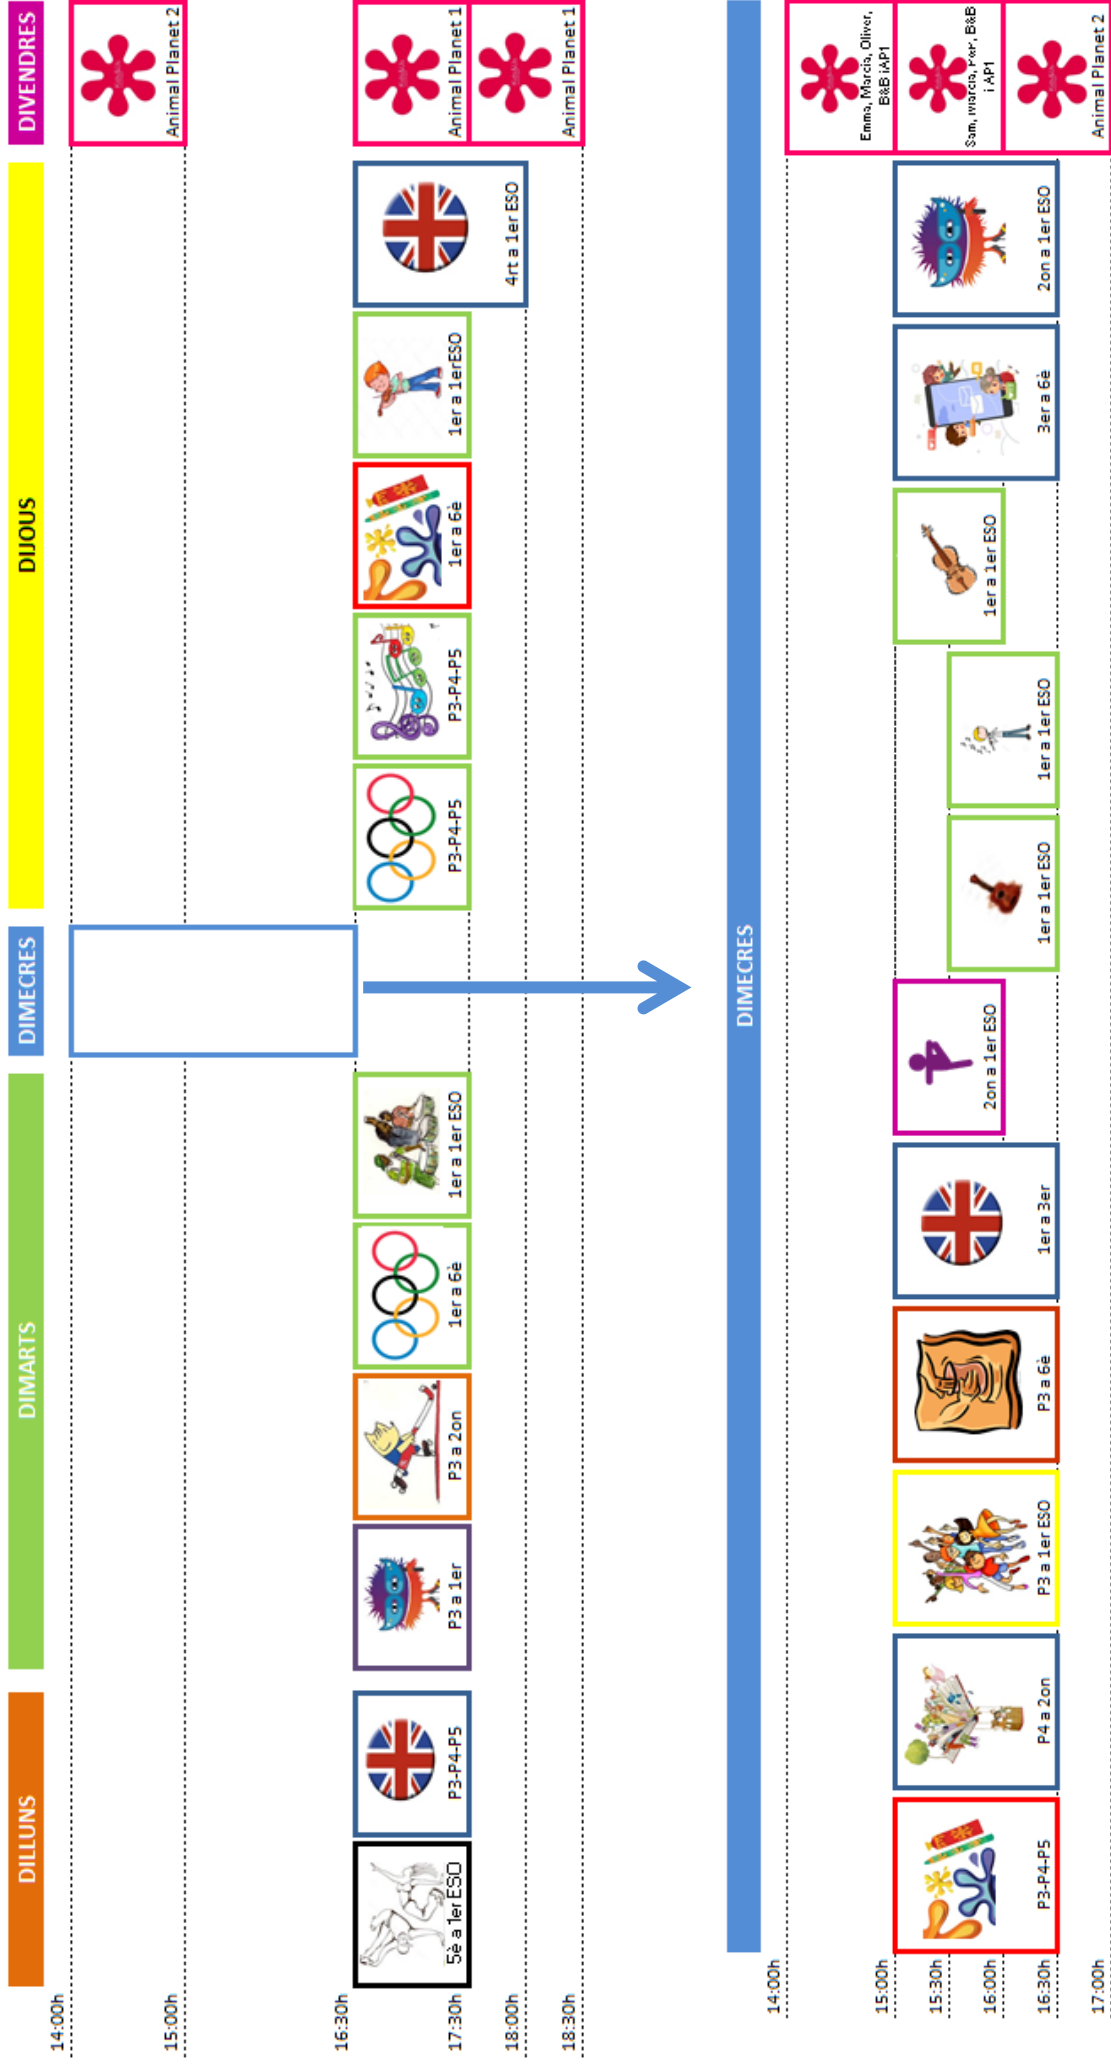 DILLUNS
DIMARTS
DIMECRES
DIJOUS
DIVENDRES
14:00h
15:00h
16:30h
17:30h
18:00h
18:30h
Animal Planet 2
5è a 1er ESO
P3-P4-P5
P3 a 1er
P3 a 2on
1er a 6è
1er a 1er ESO
P3-P4-P5
P3-P4-P5
1er a 6è
1er a 1erESO
4rt a 1er ESO
Animal Planet 1
Animal Planet 1
DIMECRES
14:00h
15:00h
15:30h
16:00h
16:30h
17:00h
P3-P4-P5
P4 a 2on
P3 a 1er ESO
P3 a 6è
1er a 3er
2on a 1er ESO
1er a 1er ESO
1er a 1er ESO
1er a 1er ESO
3er a 6è
2on a 1er ESO
Emma, Marcia, Oliver,
B&B iAP1
Sam, Marcia, B&B
i AP1
Animal Planet 2